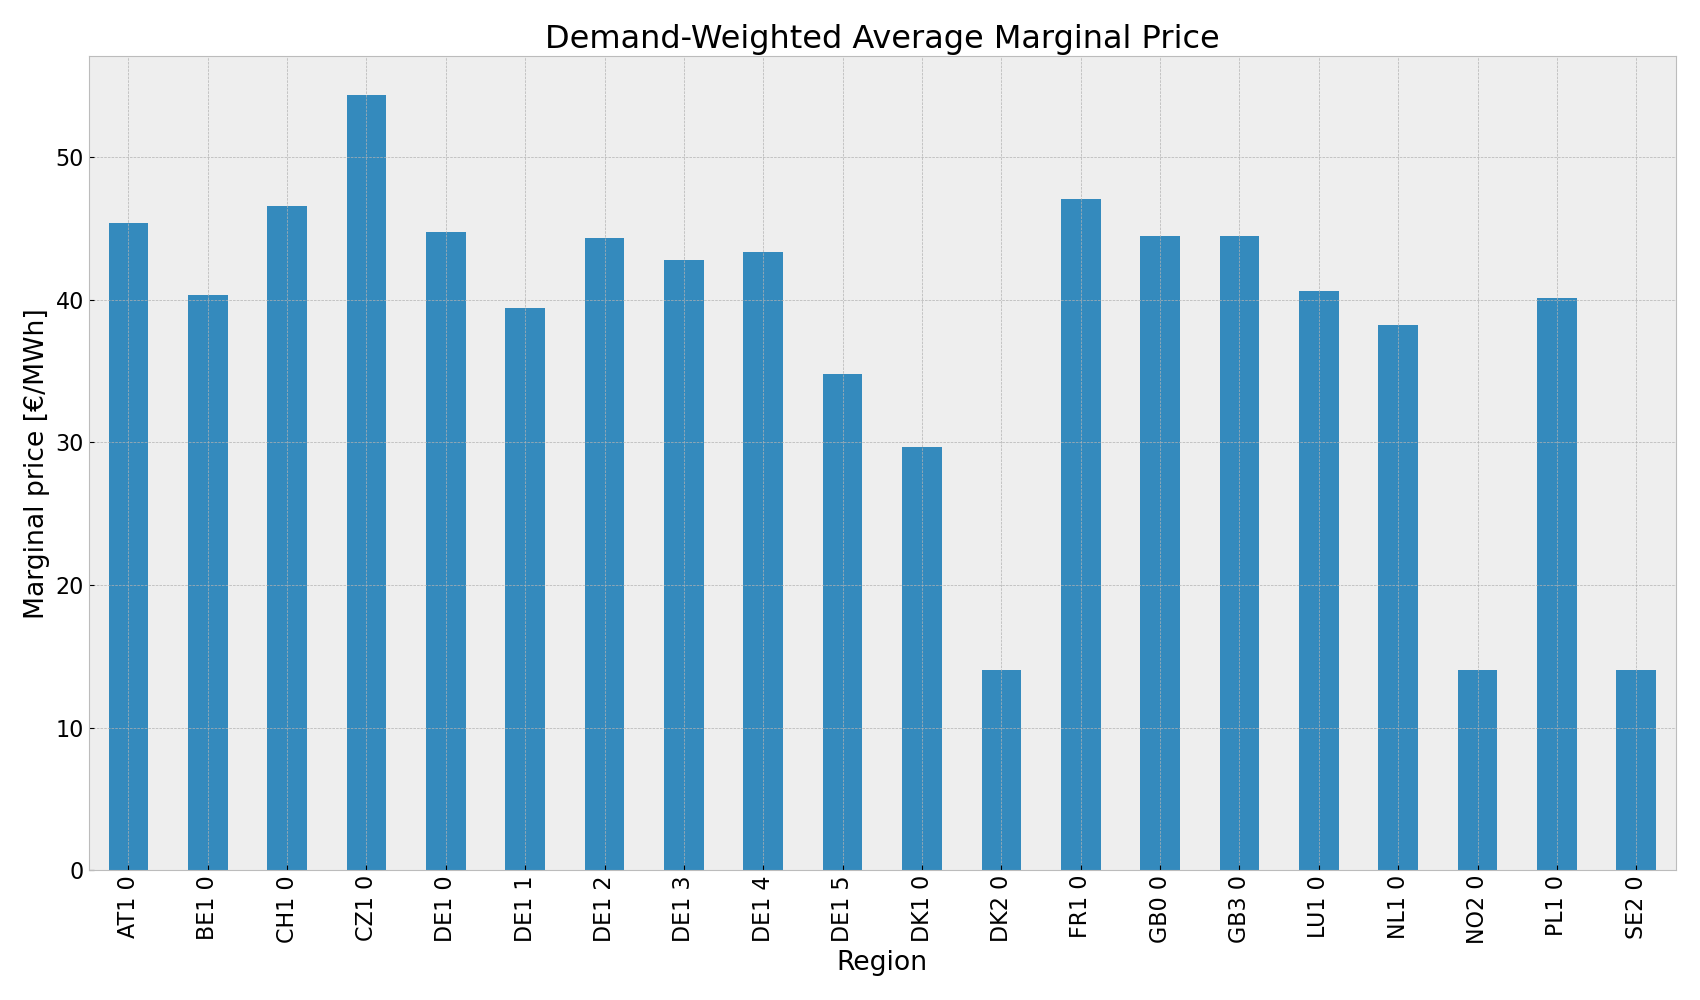 Demand-Weighted Average Marginal Price
Marginal price [€/MWh]
50
40
30
20
10
0
AT1 0
BE1 0
CH1 0
CZ1 0
DE1 0
DE1 1
DE1 2
DE1 3
DE1 4
DE1 5
DK1 0
DK2 0
FR1 0
GB0 0
GB3 0
LU1 0
NL1 0
NO2 0
PL1 0
SE2 0
Region